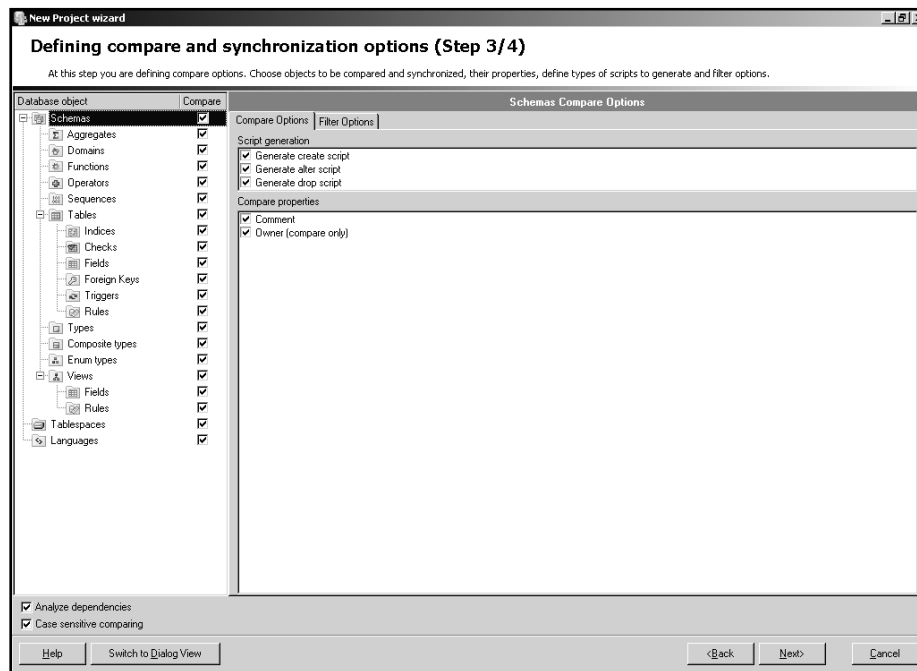 New Project wizard
Defining compare and synchronization options (Step 3/4)
At this step you are defining compare options. Choose objects to be compared and synchronized, their properties, define types of scripts to generate and filter options.
Database object Compare
Schemas Compare Options
Schemas
Compare Options Filter Options
Aggregates
Script generation
Domains
Generate create script
Functions
Generate alter script
Operators
Generate drop script
Sequences
Compare properties
Tables
Comment
Indices
Owner (compare only)
Checks
Fields
Foreign Keys
Triggers
Rules
Types
Composite types
Enum types
Views
Fields
Rules
Tablespaces
Languages
Analyze dependencies
Case sensitive comparing
Help Switch to Dialog View <Back Next> Cancel